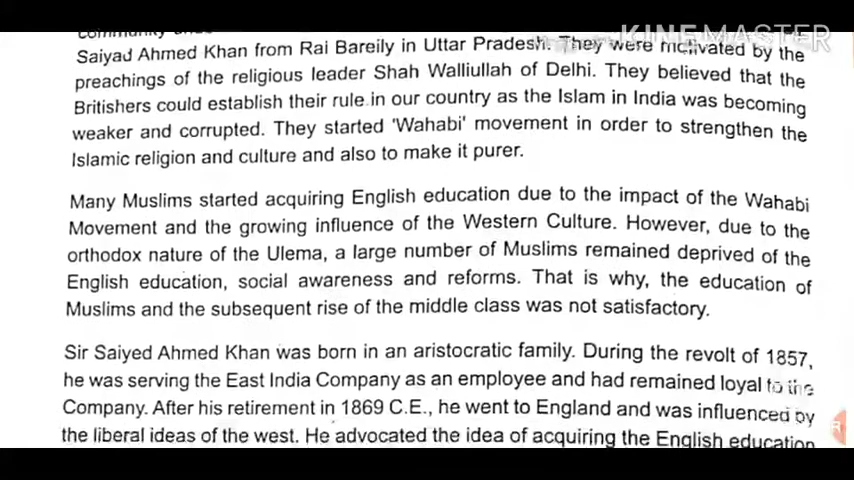 KINEMASTER
Saiyad Ahmed Khan from Rai Bareily in Uttar Pradesh. They were motivated by the
preachings of the religious leader Shah Walliullah of Delhi. They believed that the
Britishers could establish their rule in our country as the Islam in India was becoming
weaker and corrupted. They started 'Wahabi' movement in order to strengthen the
Islamic religion and culture and also to make it purer.
Many Muslims started acquiring English education due to the impact of the Wahabi
Movement and the growing influence of the Western Culture. However, due to the
orthodox nature of the Ulema, a large number of Muslims remained deprived of the
English education, social awareness and reforms. That is why, the education of
Muslims and the subsequent rise of the middle class was not satisfactory.
Sir Saiyed Ahmed Khan was born in an aristocratic family. During the revolt of 1857,
he was serving the East India Company as an employee and had remained loyal to the
Company. After his retirement in 1869 C.E., he went to England and was influenced by
the liberal ideas of the west. He advocated the idea of acquiring the English education